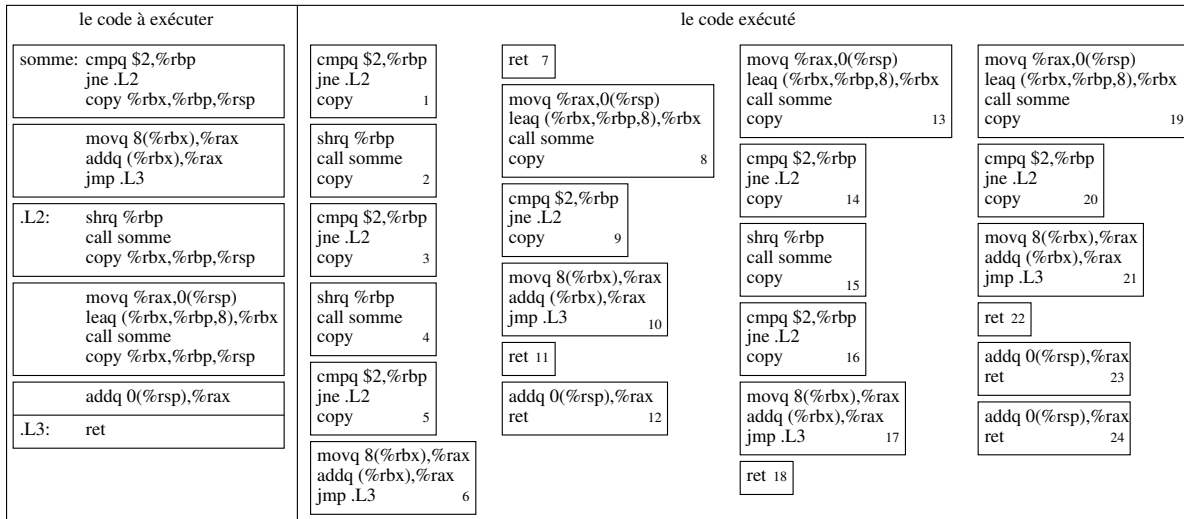 le code à exécuter
somme: cmpq $2,%rbp
jne .L2
copy %rbx,%rbp,%rsp
movq 8(%rbx),%rax
addq (%rbx),%rax
jmp .L3
.L2: shrq %rbp
call somme
copy %rbx,%rbp,%rsp
movq %rax,0(%rsp)
leaq (%rbx,%rbp,8),%rbx
call somme
copy %rbx,%rbp,%rsp
addq 0(%rsp),%rax
.L3: ret
le code exécuté
cmpq $2,%rbp
jne .L2
copy 1
shrq %rbp
call somme
copy 2
cmpq $2,%rbp
jne .L2
copy 3
shrq %rbp
call somme
copy 4
cmpq $2,%rbp
jne .L2
copy 5
movq 8(%rbx),%rax
addq (%rbx),%rax
jmp .L3 6
ret 7
movq %rax,0(%rsp)
leaq (%rbx,%rbp,8),%rbx
call somme
copy 8
cmpq $2,%rbp
jne .L2
copy 9
movq 8(%rbx),%rax
addq (%rbx),%rax
jmp .L3 10
ret 11
addq 0(%rsp),%rax
ret 12
movq %rax,0(%rsp)
leaq (%rbx,%rbp,8),%rbx
call somme
copy 13
cmpq $2,%rbp
jne .L2
copy 14
shrq %rbp
call somme
copy 15
cmpq $2,%rbp
jne .L2
copy 16
movq 8(%rbx),%rax
addq (%rbx),%rax
jmp .L3 17
ret 18
movq %rax,0(%rsp)
leaq (%rbx,%rbp,8),%rbx
call somme
copy 19
cmpq $2,%rbp
jne .L2
copy 20
movq 8(%rbx),%rax
addq (%rbx),%rax
jmp .L3 21
ret 22
addq 0(%rsp),%rax
ret 23
addq 0(%rsp),%rax
ret 24